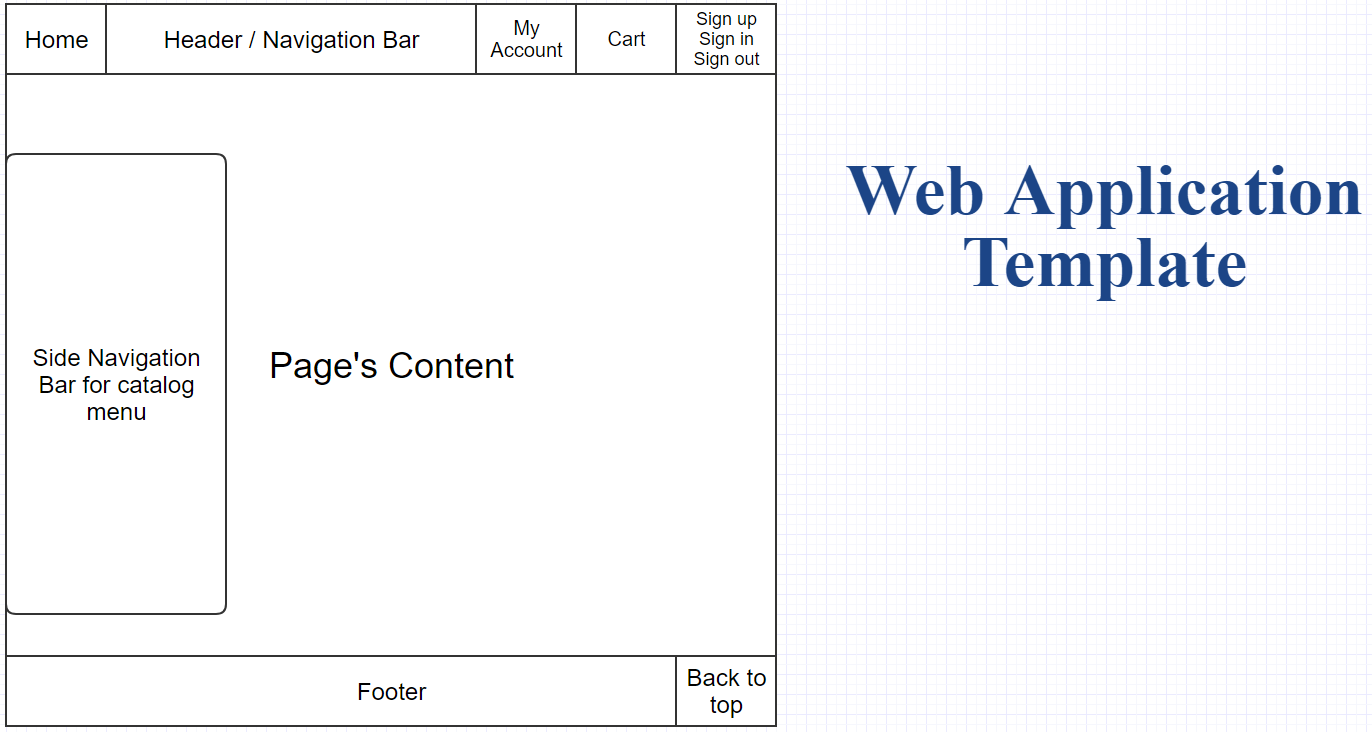 Home
Header / Navigation Bar
My
Account
Cart
Sign up
Sign in
Sign out
Web Application
Template
Side Navigation
Bar for catalog
menu
Page's Content
Footer
Back to
top